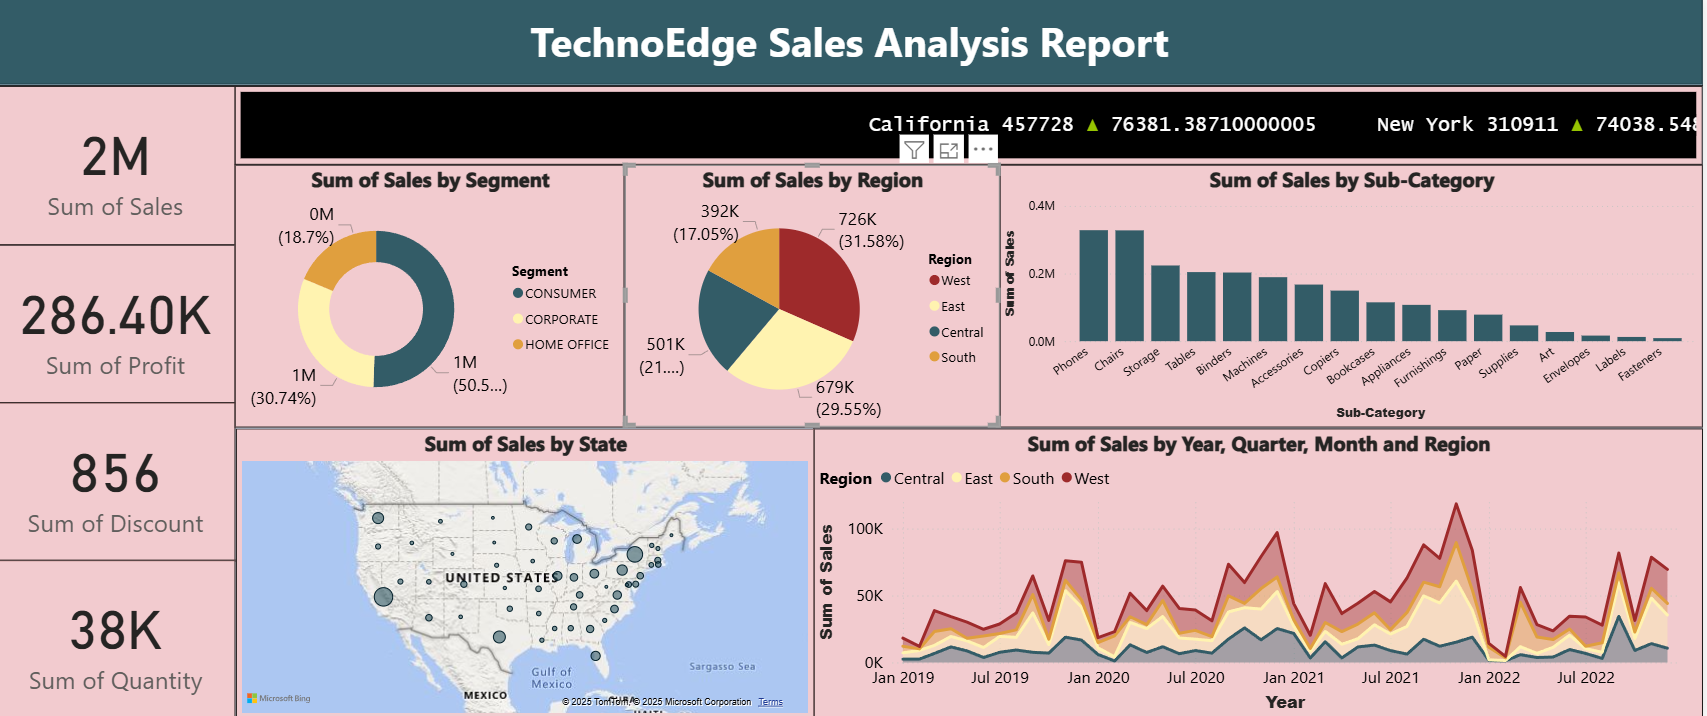 TechnoEdge Sales Analysis Report
2M
Sum of Sales
286.40K
Sum of Profit
856
Sum of Discount
38K
Sum of Quantity
California 457728 ▲ 76381.38710000005 New York 310911 ▲ 74038.548
Sum of Sales by Segment
0M
(18.7%)
1M
(30.74%)
1M
(50.5...)
Segment
CONSUMER
CORPORATE
HOME OFFICE
Sum of Sales by Region
392K
(17.05%)
726K
(31.58%)
501K
(21....)
679K
(29.55%)
Region
West
East
Central
South
Sum of Sales by Sub-Category
Sum of Sales
0.4M
0.2M
0.0M
Phones
Chairs
Storage
Tables
Binders
Machines
Accessories
Copiers
Bookcases
Appliances
Furnishings
Paper
Supplies
Art
Envelopes
Labels
Fasteners
Sub-Category
Sum of Sales by State
UNITED STATES
Gulf of
Mexico
Sargasso Sea
MEXICO
CUBA
HAITI
Microsoft Bing
© 2025 TomTom, © 2025 Microsoft Corporation Terms
Sum of Sales by Year, Quarter, Month and Region
Region Central East South West
Sum of Sales
100K
50K
0K
Jan 2019 Jul 2019 Jan 2020 Jul 2020 Jan 2021 Jul 2021 Jan 2022 Jul 2022
Year